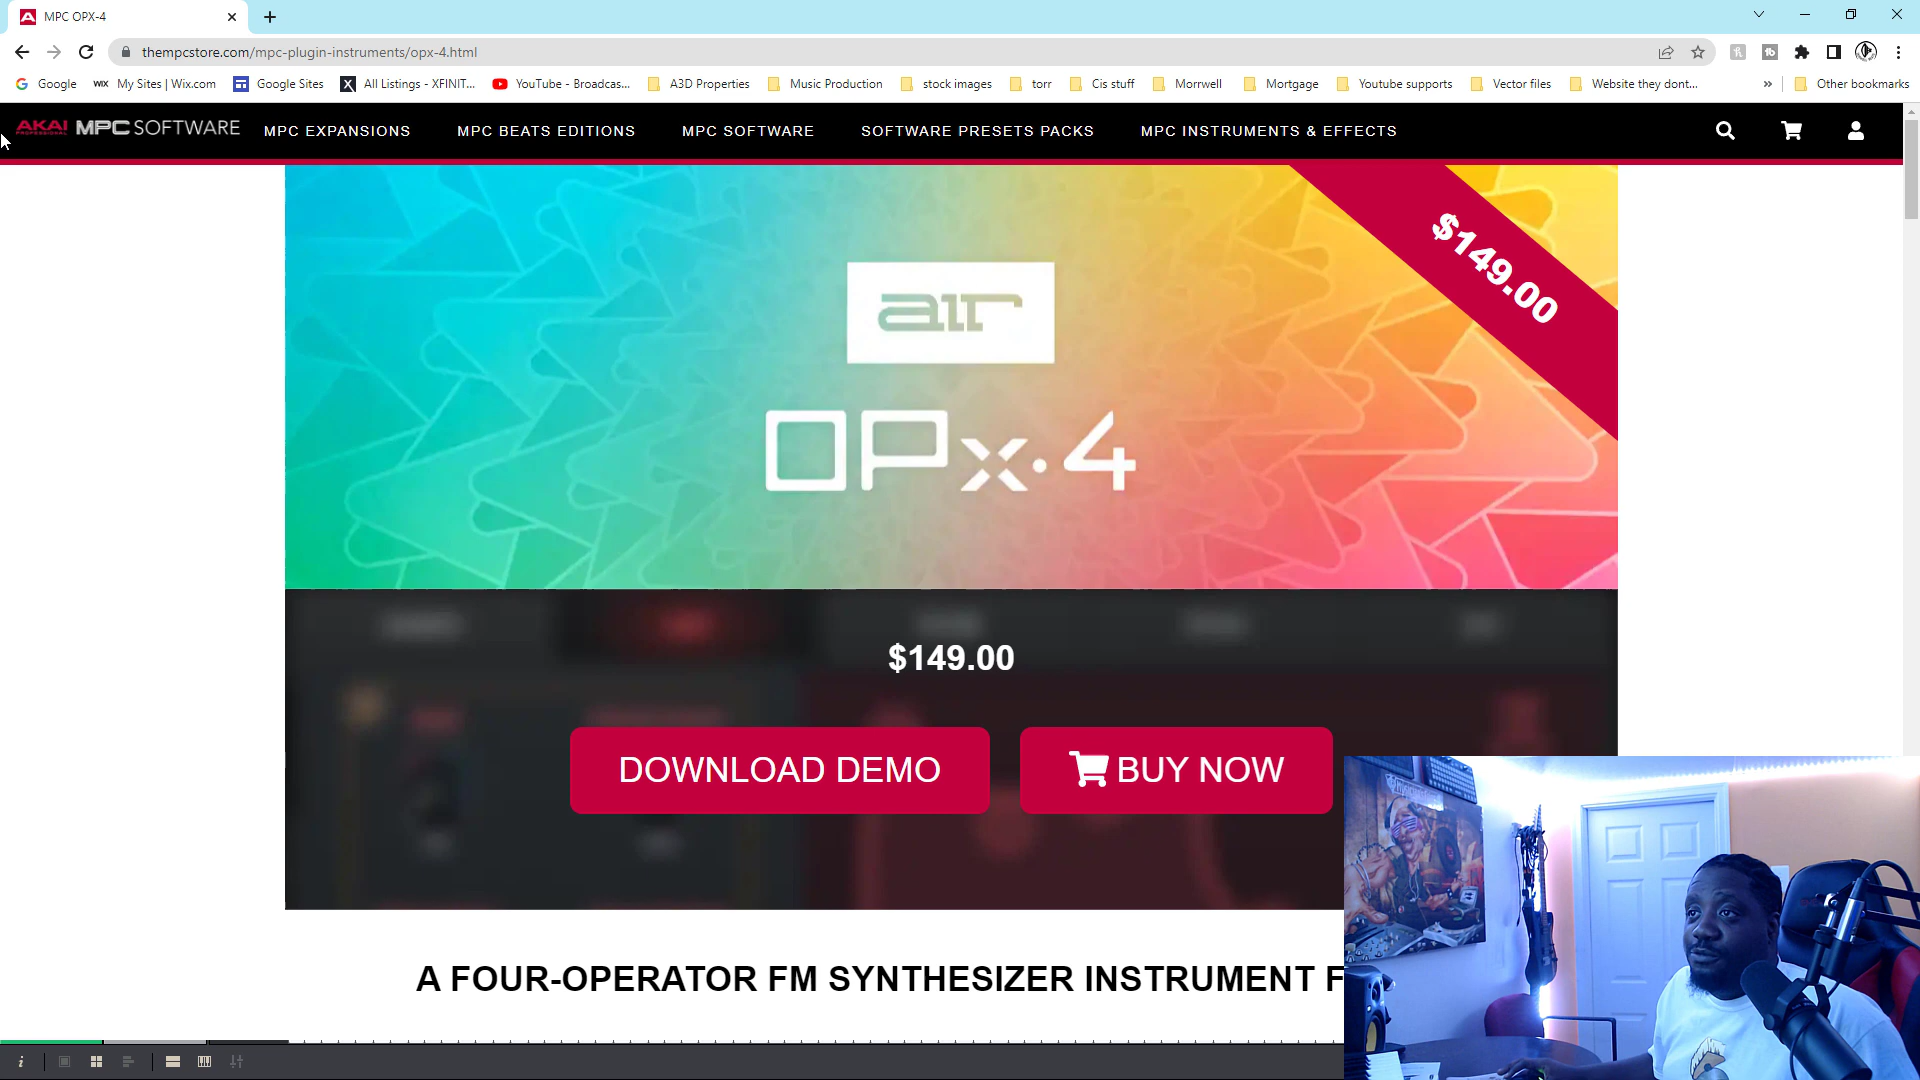 MPC OPX-4
thempcstore.com/mpc-plugin-instruments/opx-4.html
Google
WIX My Sites | Wix.com
Google Sites
X All Listings - XFINIT...
YouTube - Broadcas...
A3D Properties
Music Production
stock images
torr
Cis stuff
Morrwell
Mortgage
Youtube supports
Vector files
Website they dont...
»
Other bookmarks
AKAI PROFESSIONAL MPC SOFTWARE
MPC EXPANSIONS
MPC BEATS EDITIONS
MPC SOFTWARE
SOFTWARE PRESETS PACKS
MPC INSTRUMENTS & EFFECTS
$149.00
air
OPx·4
$149.00
DOWNLOAD DEMO
BUY NOW
A FOUR-OPERATOR FM SYNTHESIZER INSTRUMENT F
i